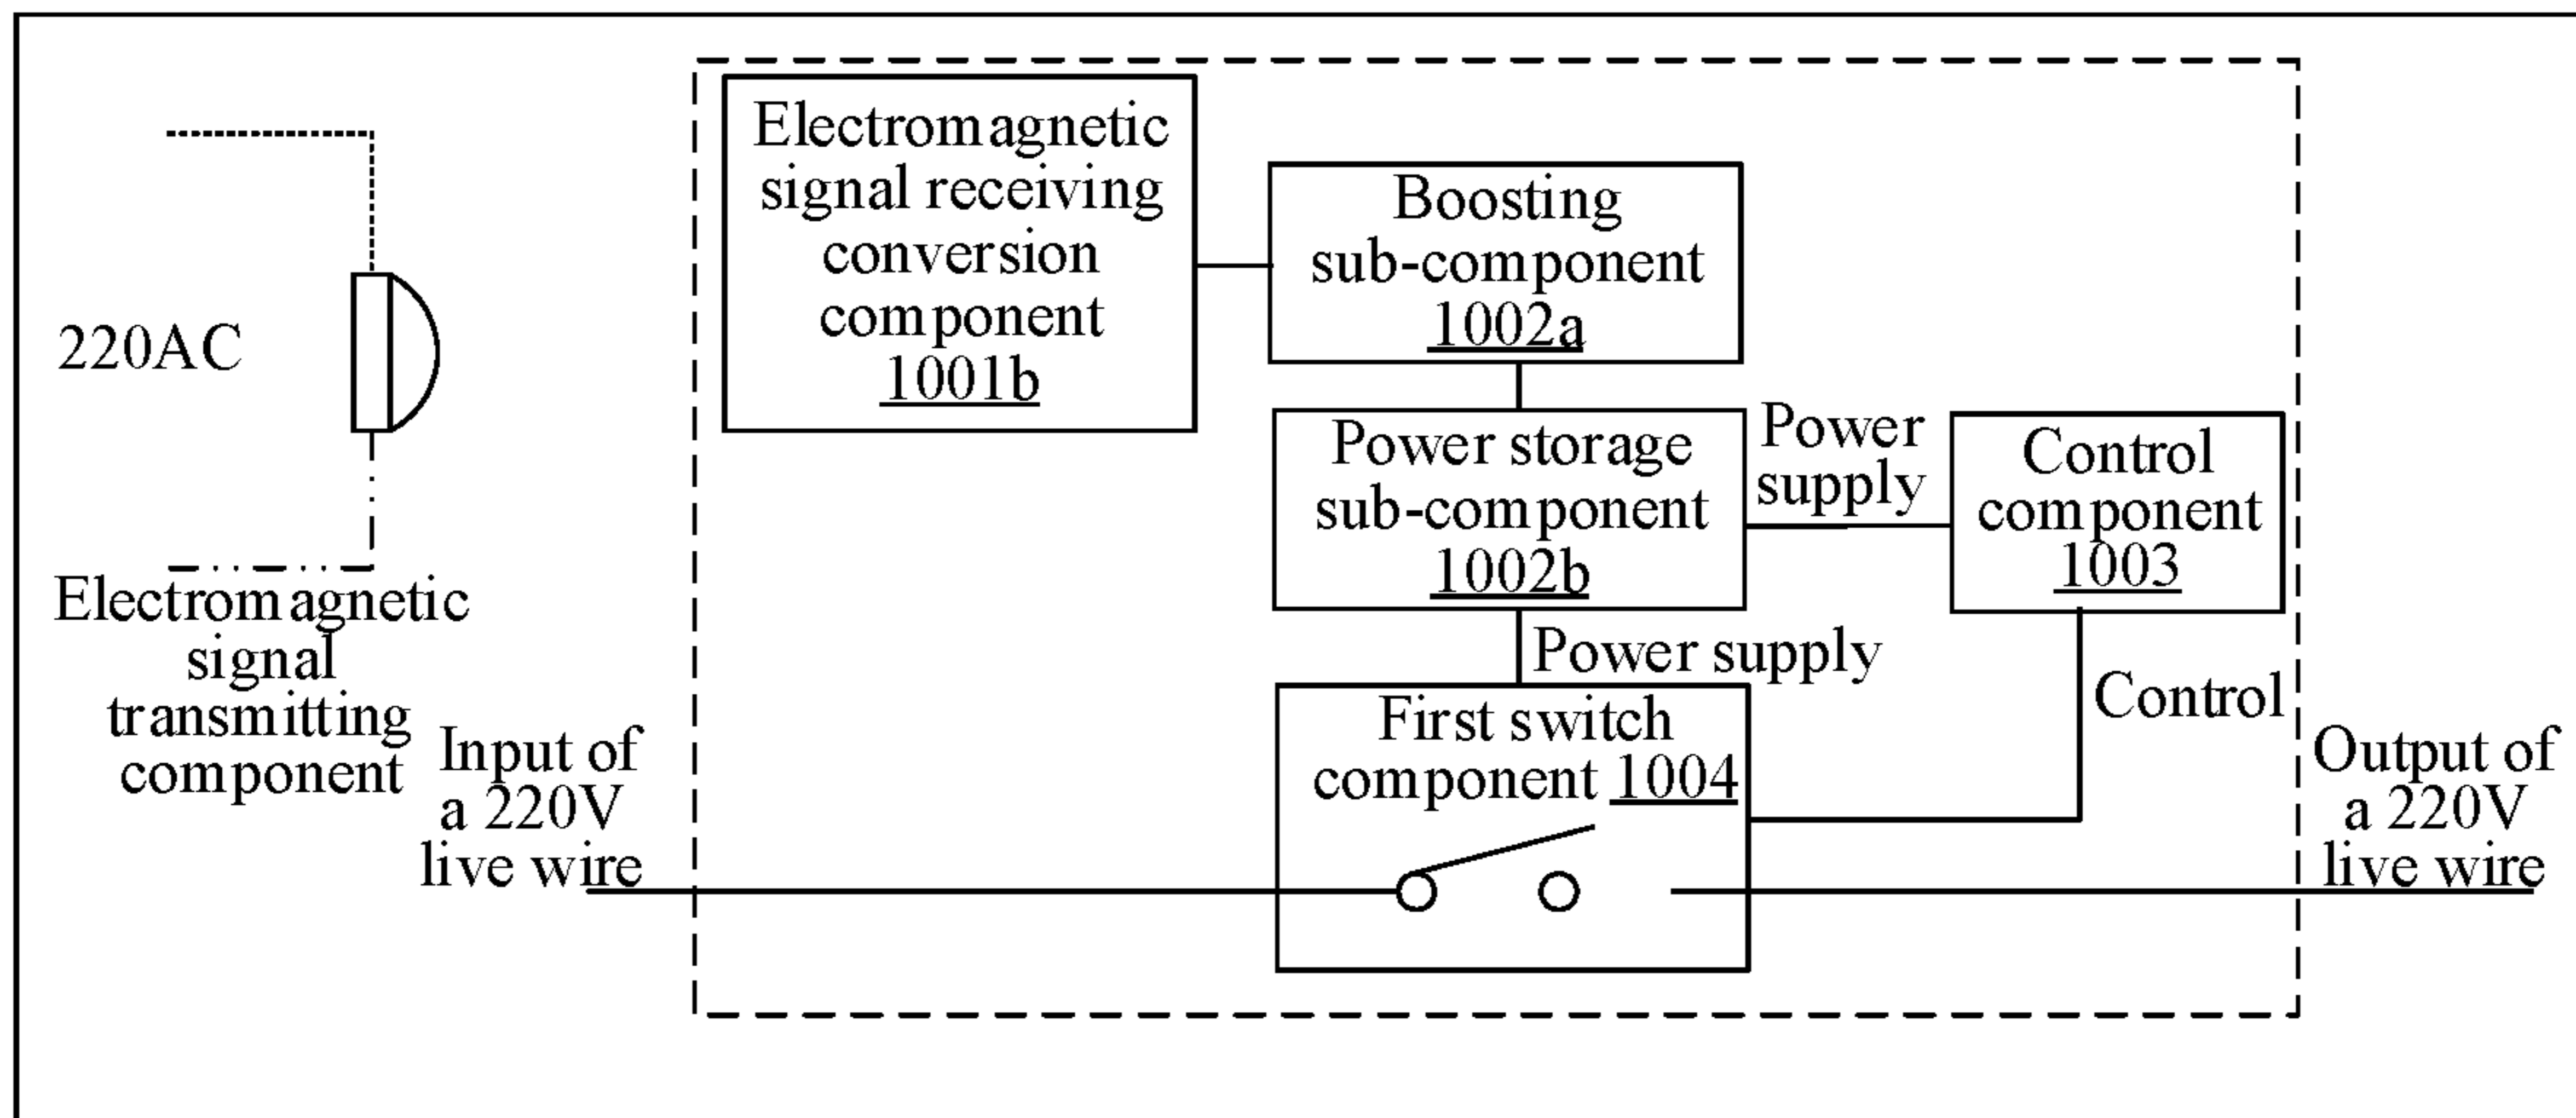 220AC
Electromagnetic
signal
transmitting
component
Input of
a 220V
live wire
Electromagnetic
signal receiving
conversion
component
1001b
Boosting
sub-component
1002a
Power storage
sub-component
1002b
Power
supply
Control
component
1003
Power supply
First switch
component 1004
Control
Output of
a 220V
live wire